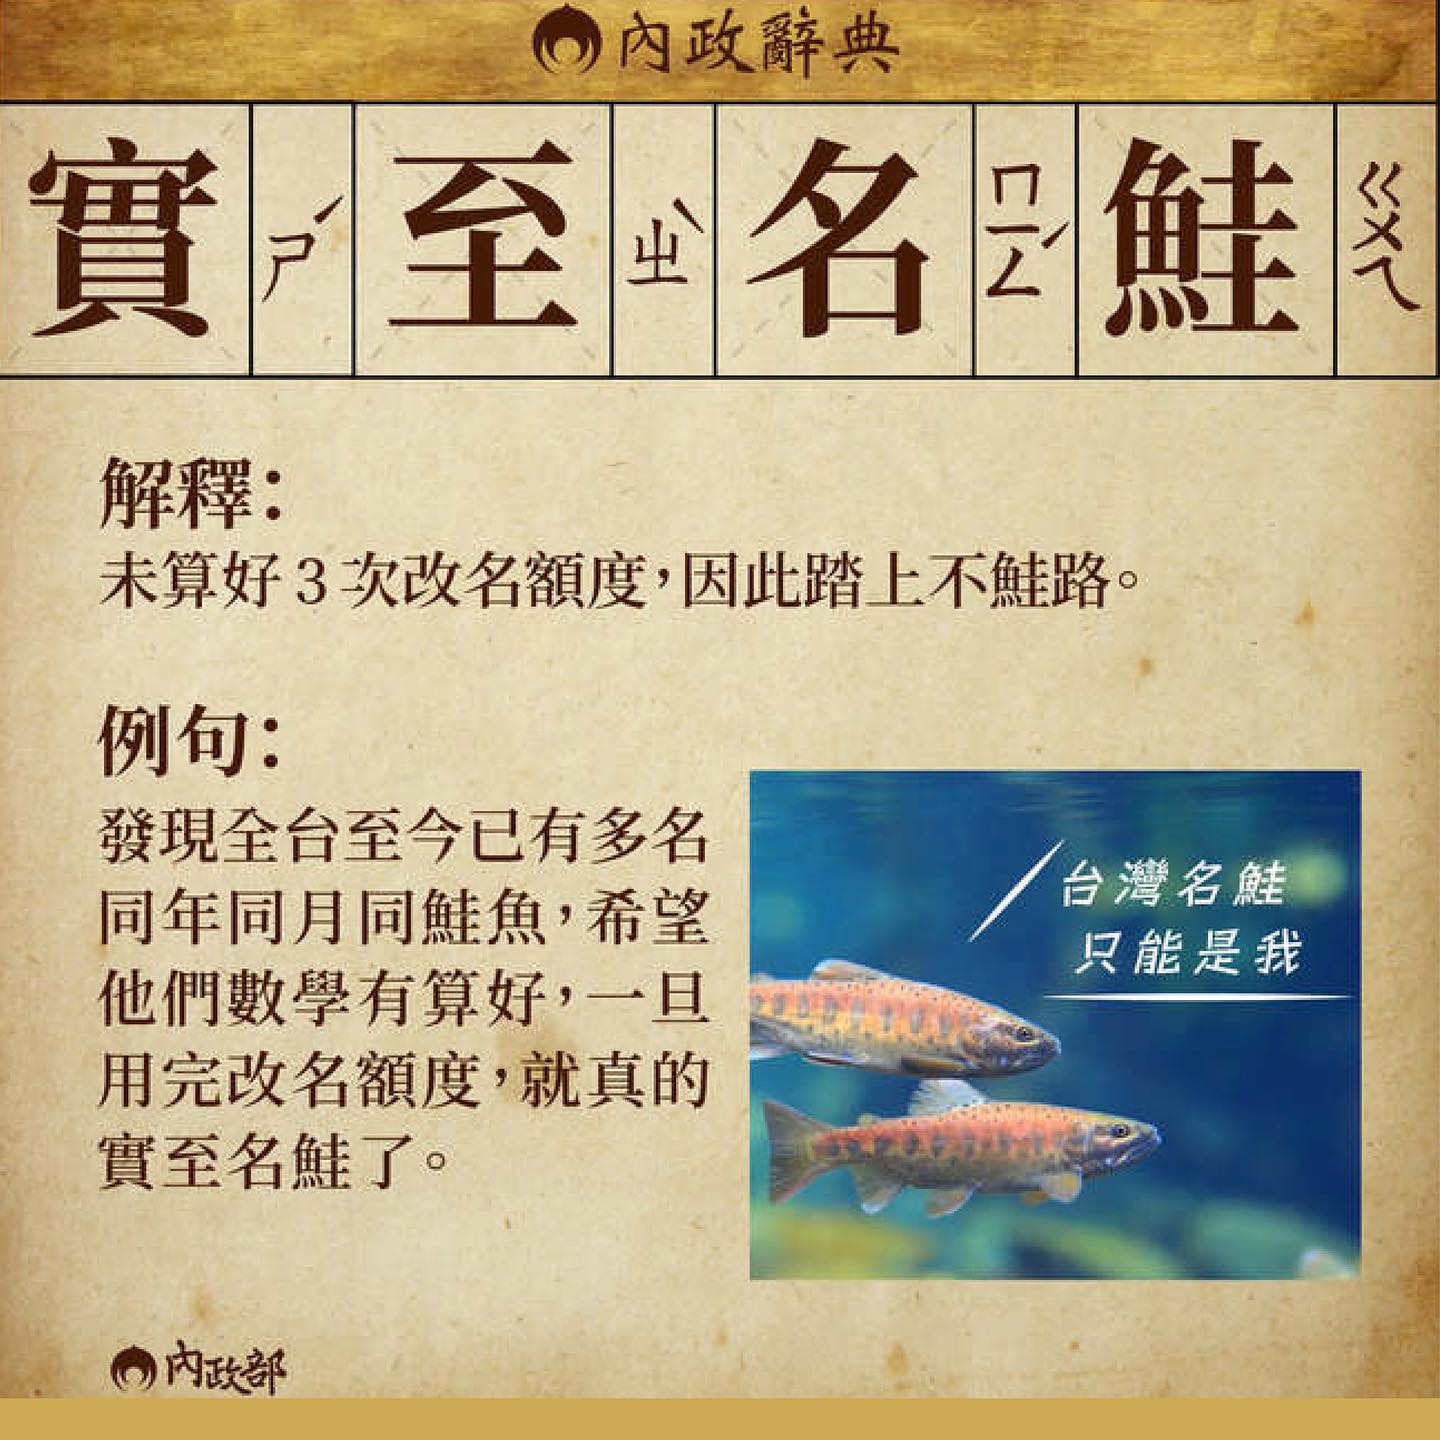 內政辭典
實 ㄕˊ 至 ㄓˋ 名 ㄇㄧㄥˊ 鮭 ㄍㄨㄟ
解釋：
未算好3次改名額度，因此踏上不鮭路。
例句：
發現全台至今已有多名
同年同月同鮭魚，希望
他們數學有算好，一旦
用完改名額度，就真的
實至名鮭了。
台灣名鮭
只能是我
內政部